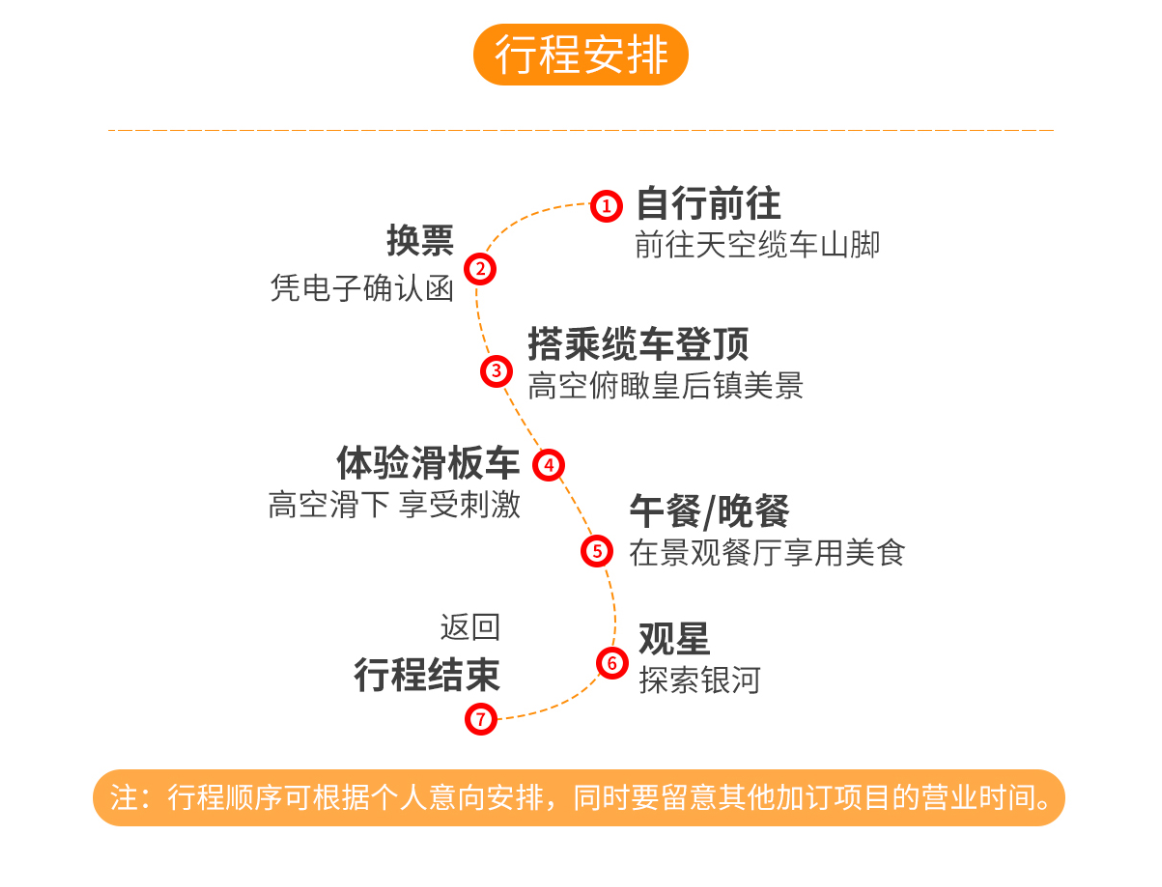 行程安排
1
自行前往
前往天空缆车山脚
换票
2
凭电子确认函
搭乘缆车登顶
3
高空俯瞰皇后镇美景
体验滑板车
4
高空滑下 享受刺激
午餐/晚餐
5
在景观餐厅享用美食
观星
6
探索银河
返回
行程结束
7
注：行程顺序可根据个人意向安排，同时要留意其他加订项目的营业时间。